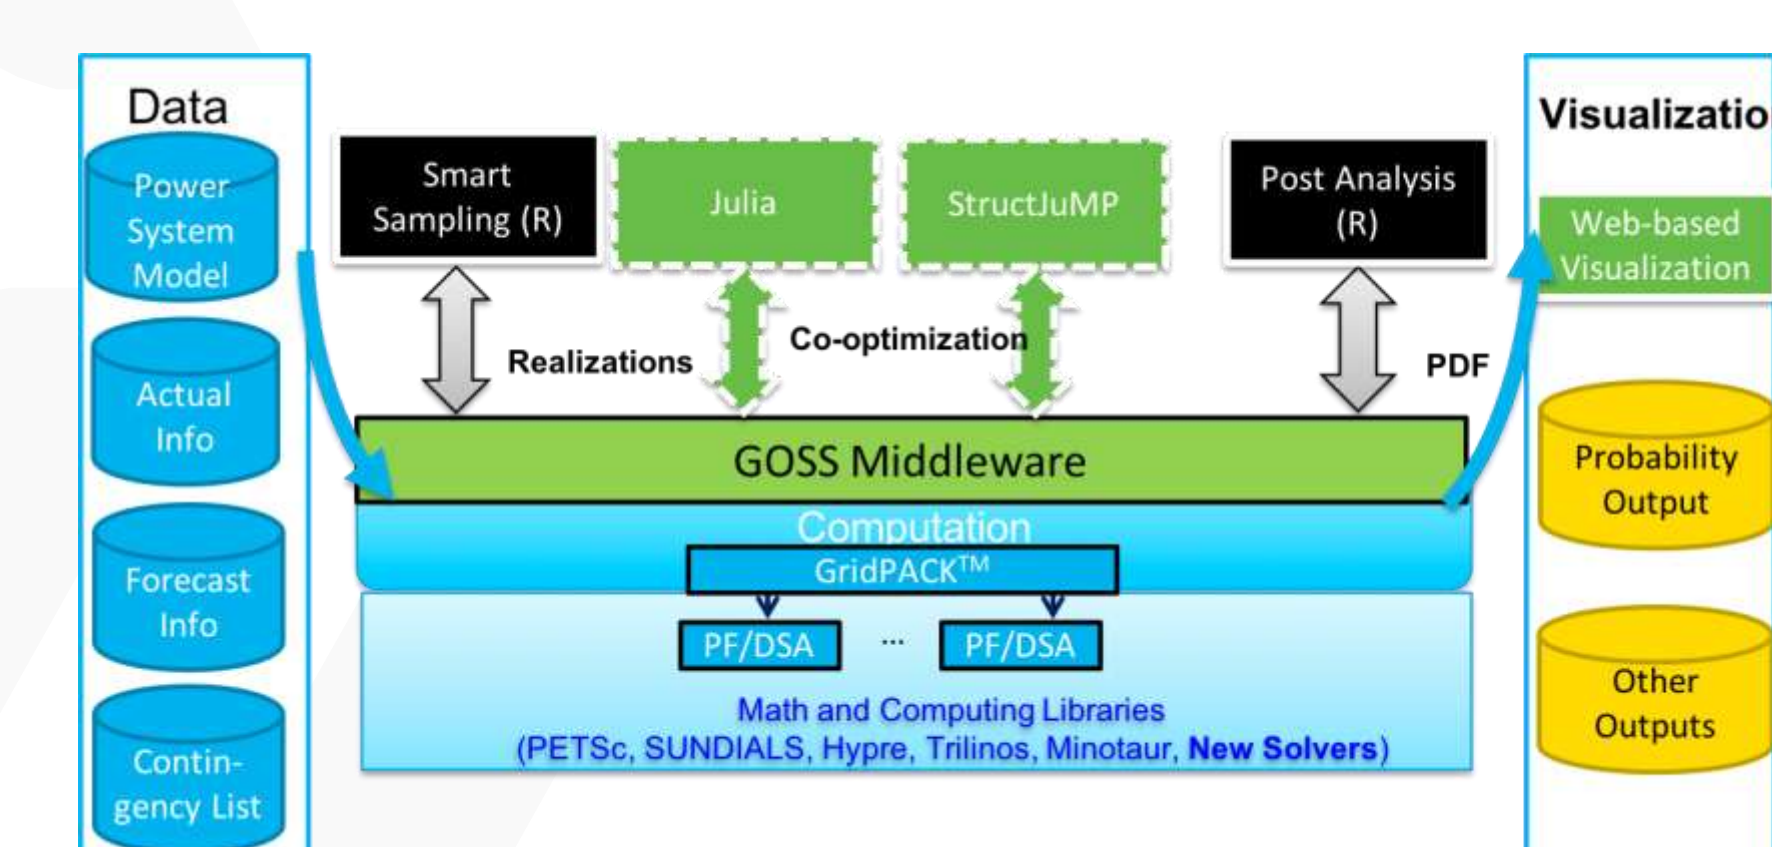 Data
Power
System
Model
Actual
Info
Forecast
Info
Contin-
gency List
Smart
Sampling (R)
Julia
StructJuMP
Post Analysis
(R)
Realizations
Co-optimization
PDF
GOSS Middleware
Computation
GridPACK™
PF/DSA
...
PF/DSA
Math and Computing Libraries
(PETSc, SUNDIALS, Hypre, Trilinos, Minotaur, New Solvers)
Visualizatio
Web-based
Visualization
Probability
Output
Other
Outputs